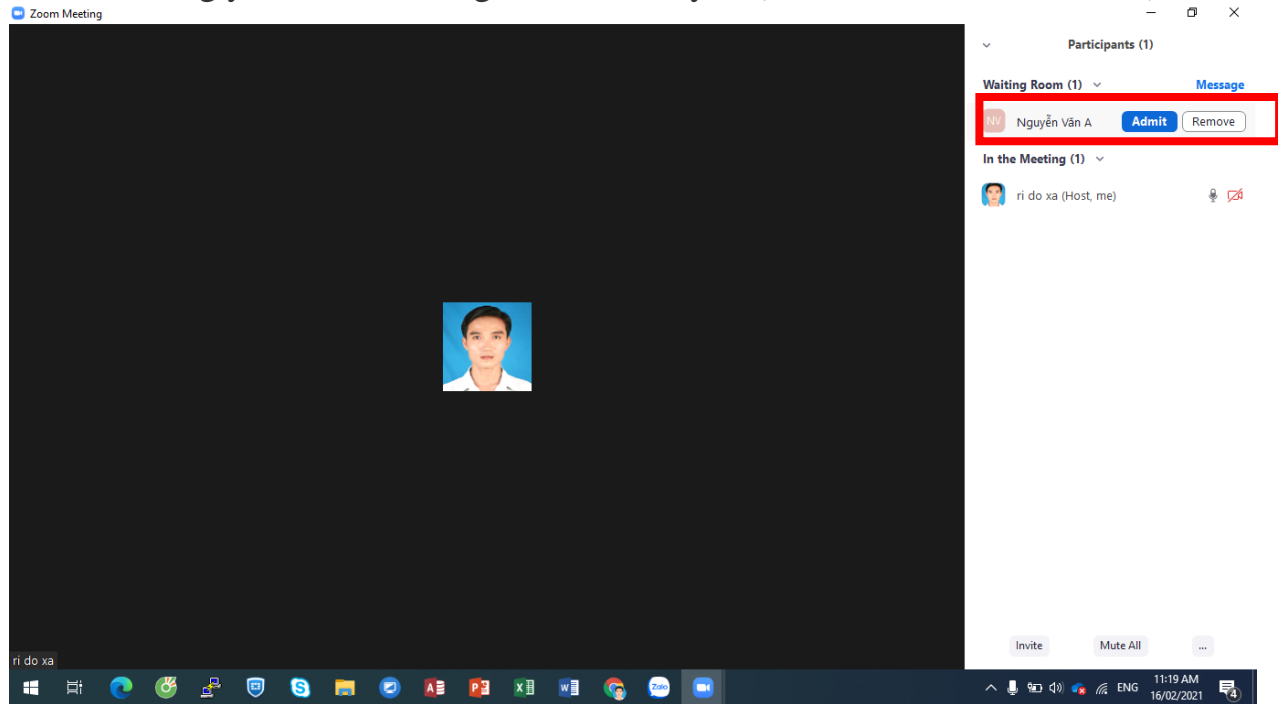 Zoom Meeting
Participants (1)
Waiting Room (1)
Message
NV
Nguyễn Văn A
Admit
Remove
In the Meeting (1)
ri do xa (Host, me)
Invite
Mute All
...
ri do xa
Zalo
ENG
11:19 AM
16/02/2021
4